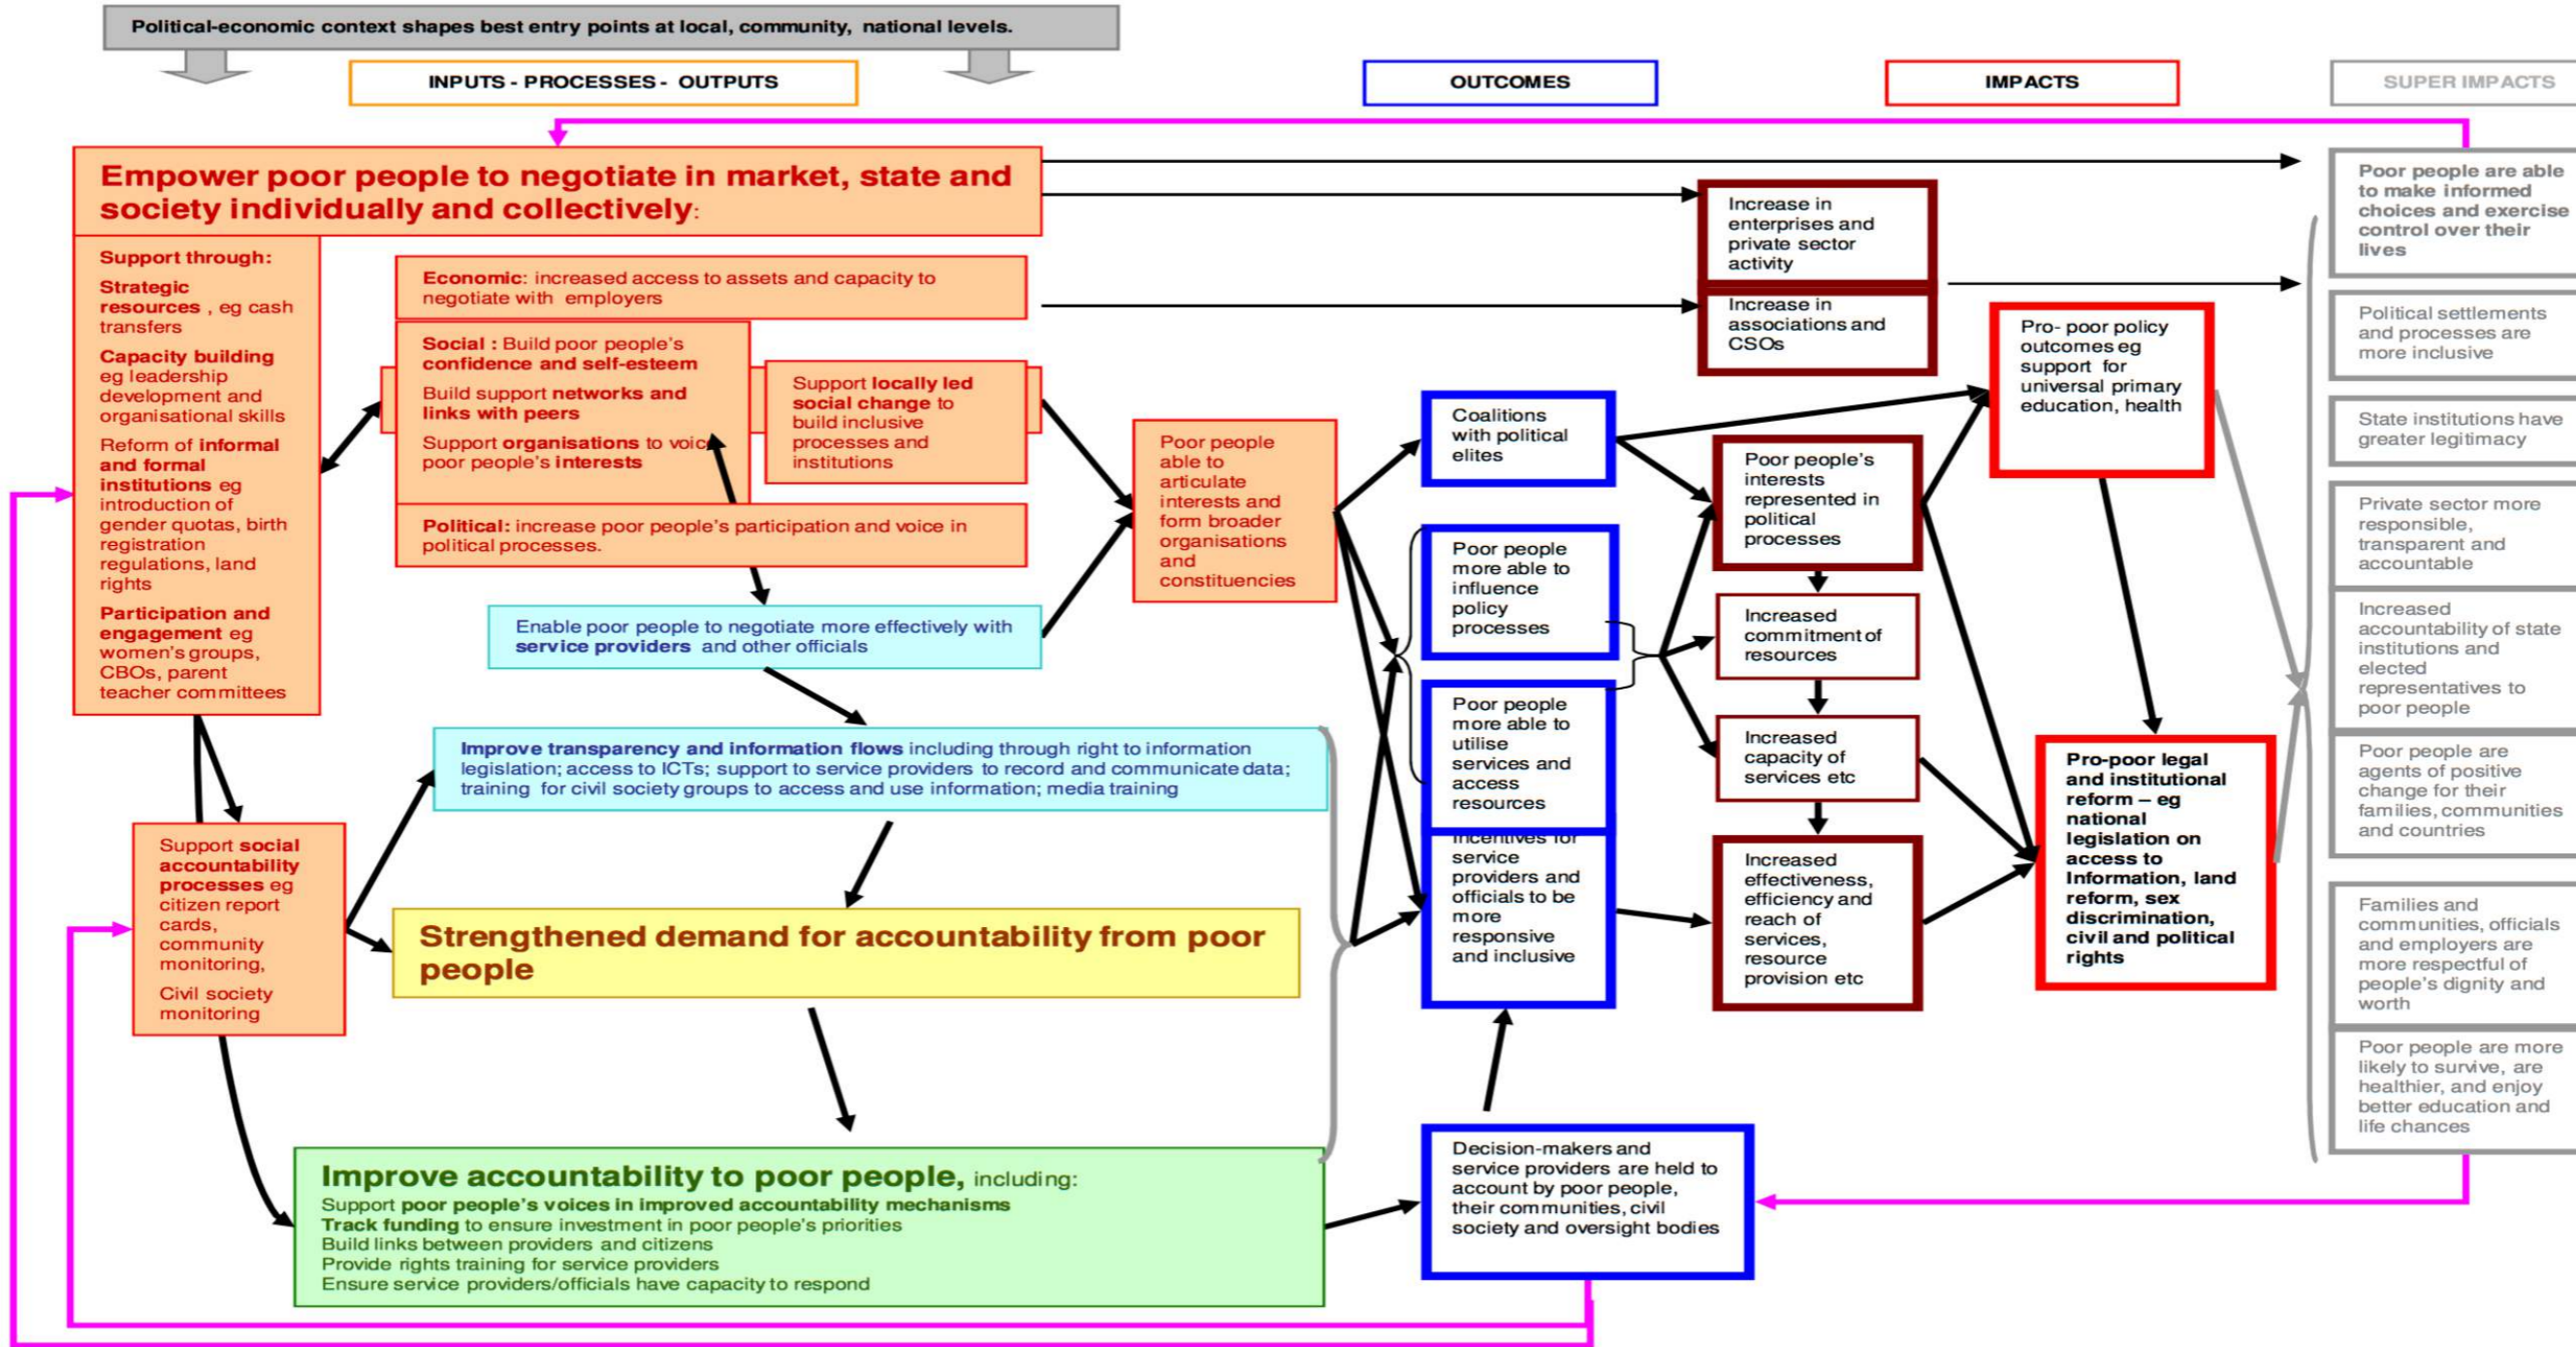 Political-economic context shapes best entry points at local, community, national levels.
INPUTS - PROCESSES - OUTPUTS
OUTCOMES
IMPACTS
SUPER IMPACTS
Empower poor people to negotiate in market, state and
society individually and collectively:
Support through:
Strategic
resources , eg cash
transfers
Capacity building
eg leadership
development and
organisational skills
Reform of informal
and formal
institutions eg
introduction of
gender quotas, birth
registration
regulations, land
rights
Participation and
engagement eg
women's groups,
CBOs, parent
teacher committees
Economic: increased access to assets and capacity to
negotiate with employers
Social : Build poor people's
confidence and self-esteem
Build support networks and
links with peers
Support organisations to voice
poor people's interests
Support locally led
social change to
build inclusive
processes and
institutions
Political: increase poor people's participation and voice in
political processes.
Enable poor people to negotiate more effectively with
service providers and other officials
Improve transparency and information flows including through right to information
legislation; access to ICTs; support to service providers to record and communicate data;
training for civil society groups to access and use information; media training
Support social
accountability
processes eg
citizen report
cards,
community
monitoring,
Civil society
monitoring
Strengthened demand for accountability from poor
people
Improve accountability to poor people, including:
Support poor people's voices in improved accountability mechanisms
Track funding to ensure investment in poor people's priorities
Build links between providers and citizens
Provide rights training for service providers
Ensure service providers/officials have capacity to respond
Poor people
able to
articulate
interests and
form broader
organisations
and
constituencies
Coalitions
with political
elites
Poor people
more able to
influence
policy
processes
Poor people
more able to
utilise
services and
access
resources
Incentives for
service
providers and
officials to be
more
responsive
and inclusive
Decision-makers and
service providers are held to
account by poor people,
their communities, civil
society and oversight bodies
Increase in
enterprises and
private sector
activity
Increase in
associations and
CSOs
Poor people's
interests
represented in
political
processes
Increased
commitment of
resources
Increased
capacity of
services etc
Increased
effectiveness,
efficiency and
reach of
services,
resource
provision etc
Pro- poor policy
outcomes eg
support for
universal primary
education, health
Pro-poor legal
and institutional
reform – eg
national
legislation on
access to
Information, land
reform, sex
discrimination,
civil and political
rights
Poor people are able
to make informed
choices and exercise
control over their
lives
Political settlements
and processes are
more inclusive
State institutions have
greater legitimacy
Private sector more
responsible,
transparent and
accountable
Increased
accountability of state
institutions and
elected
representatives to
poor people
Poor people are
agents of positive
change for their
families, communities
and countries
Families and
communities, officials
and employers are
more respectful of
people's dignity and
worth
Poor people are more
likely to survive, are
healthier, and enjoy
better education and
life chances